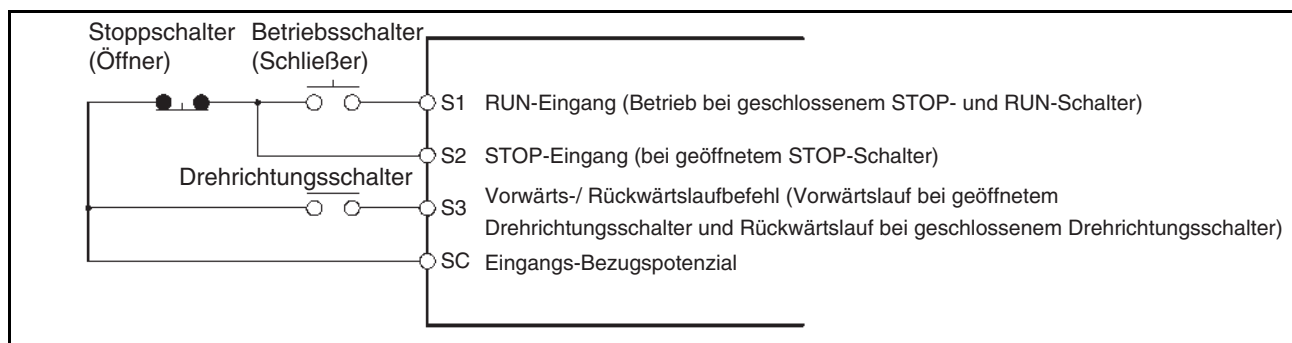 Stoppschalter
(Öffner)
Betriebsschalter
(Schließer)
S1 RUN-Eingang (Betrieb bei geschlossenem STOP- und RUN-Schalter)
S2 STOP-Eingang (bei geöffnetem STOP-Schalter)
Drehrichtungsschalter
S3 Vorwärts-/ Rückwärtslaufbefehl (Vorwärtslauf bei geöffnetem
Drehrichtungsschalter und Rückwärtslauf bei geschlossenem Drehrichtungsschalter)
SC Eingangs-Bezugspotenzial